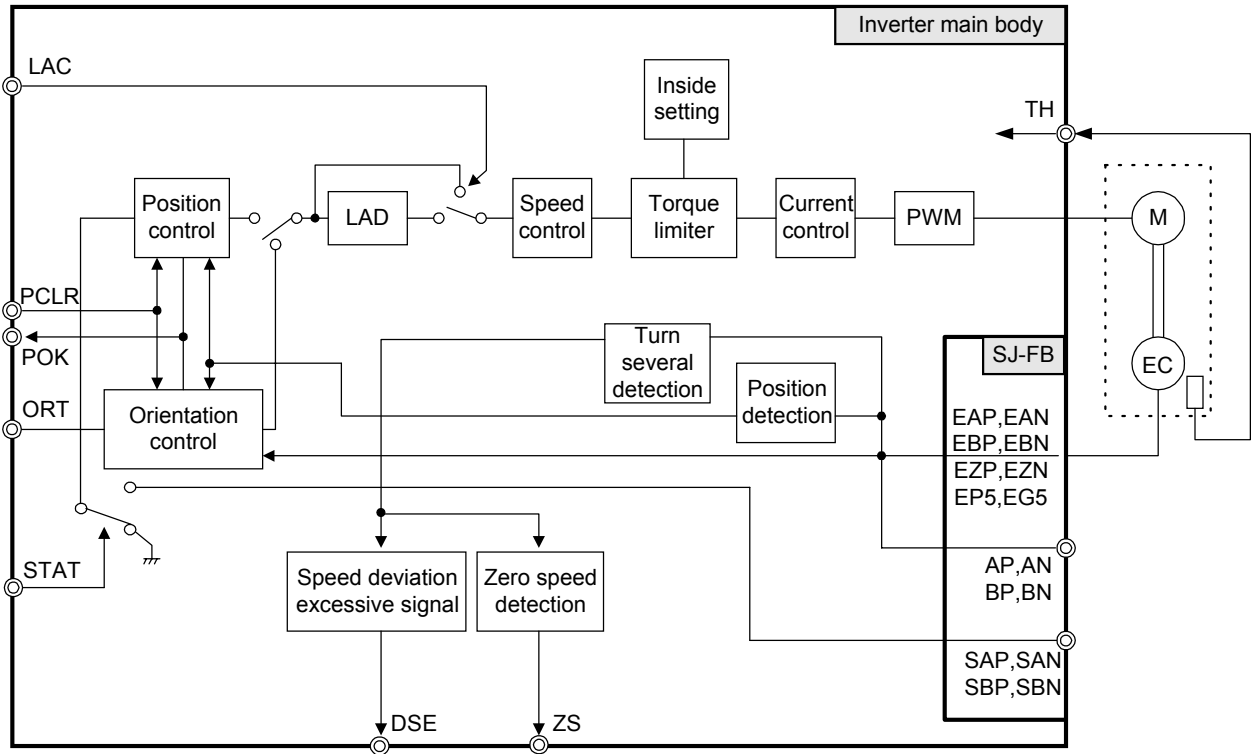 Inverter main body
LAC
Inside
setting
TH
Position
control
LAD
Speed
control
Torque
limiter
Current
control
PWM
M
PCLR
POK
Turn
several
detection
SJ-FB
EC
ORT
Orientation
control
Position
detection
EAP,EAN
EBP,EBN
EZP,EZN
EP5,EG5
STAT
Speed deviation
excessive signal
Zero speed
detection
AP,AN
BP,BN
SAP,SAN
SBP,SBN
DSE
ZS